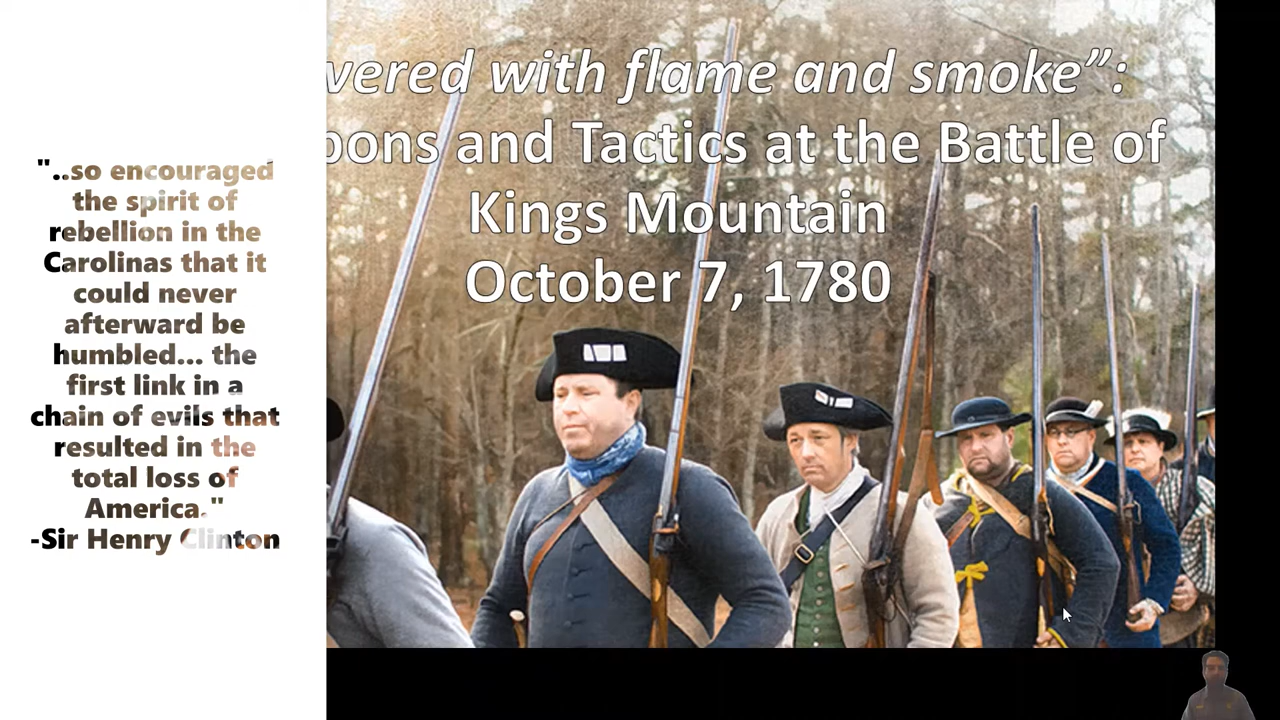 "..so encouraged
the spirit of
rebellion in the
Carolinas that it
could never
afterward be
humbled... the
first link in a
chain of evils that
resulted in the
total loss of
America."
-Sir Henry Clinton
vered with flame and smoke”:
pons and Tactics at the Battle of
Kings Mountain
October 7, 1780